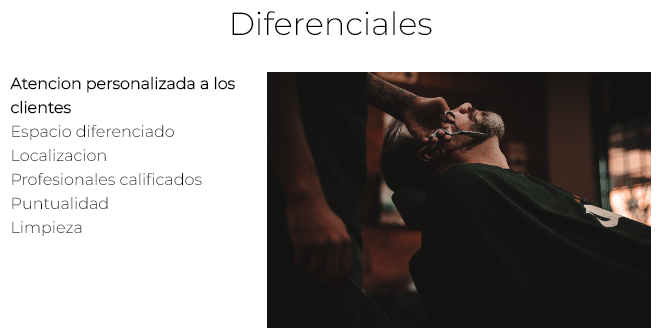 Diferenciales
Atencion personalizada a los
clientes
Espacio diferenciado
Localizacion
Profesionales calificados
Puntualidad
Limpieza